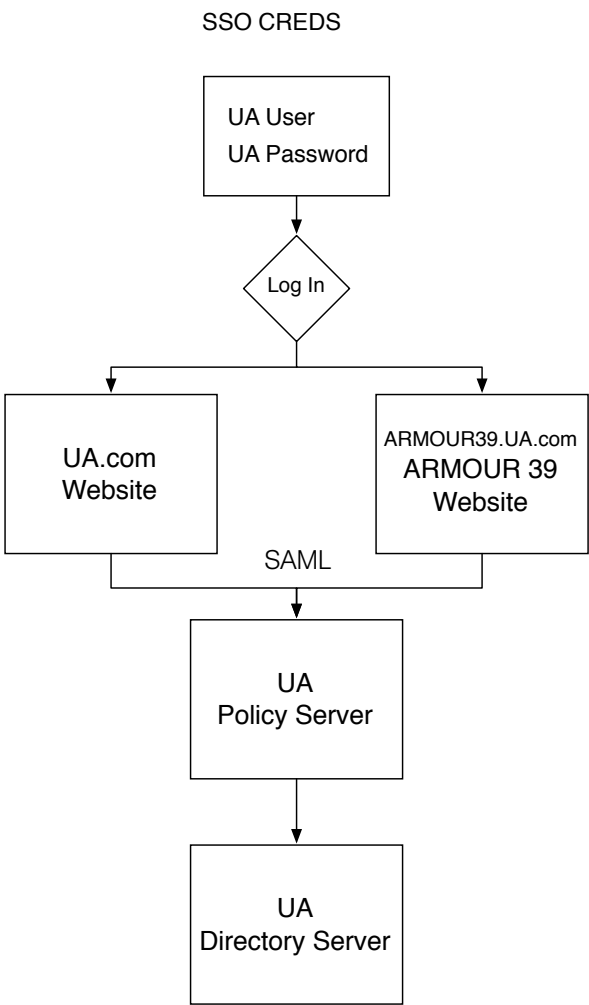 SSO CREDS
UA User
UA Password
Log In
UA.com
Website
ARMOUR39.UA.com
ARMOUR 39
Website
SAML
UA
Policy Server
UA
Directory Server